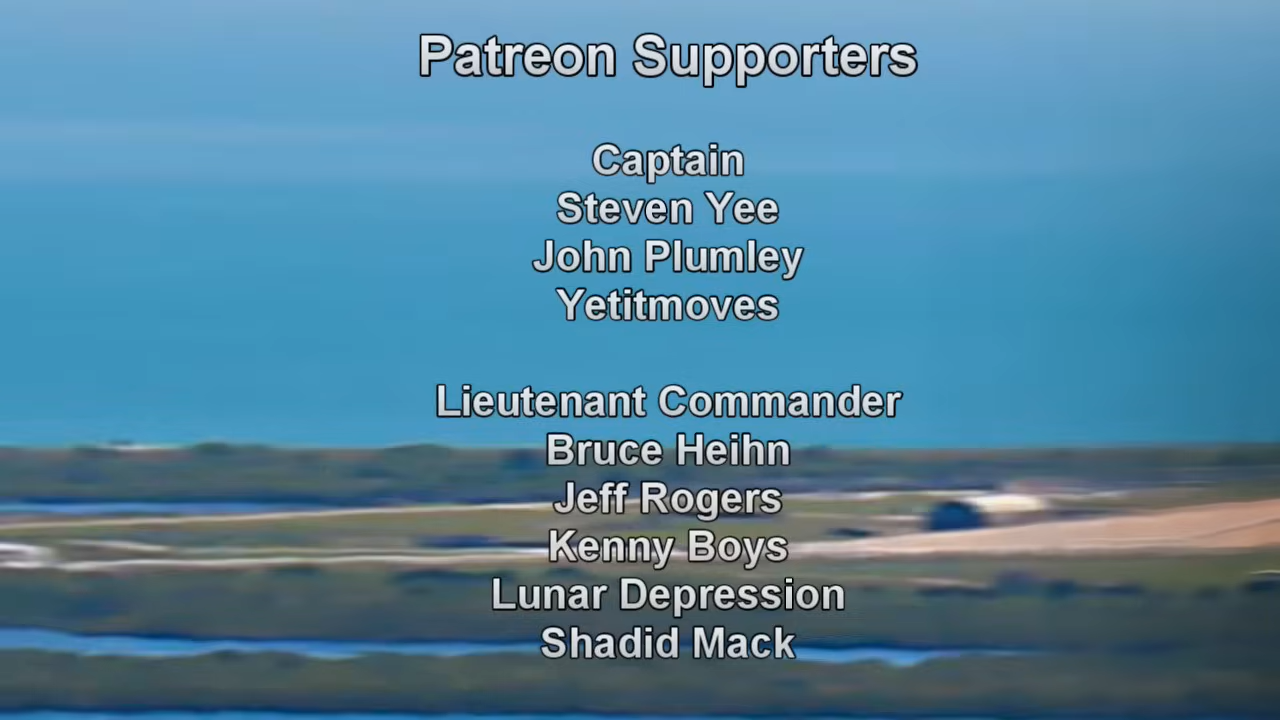 Patreon Supporters
Captain
Steven Yee
John Plumley
Yetitmoves
Lieutenant Commander
Bruce Heihn
Jeff Rogers
Kenny Boys
Lunar Depression
Shadid Mack